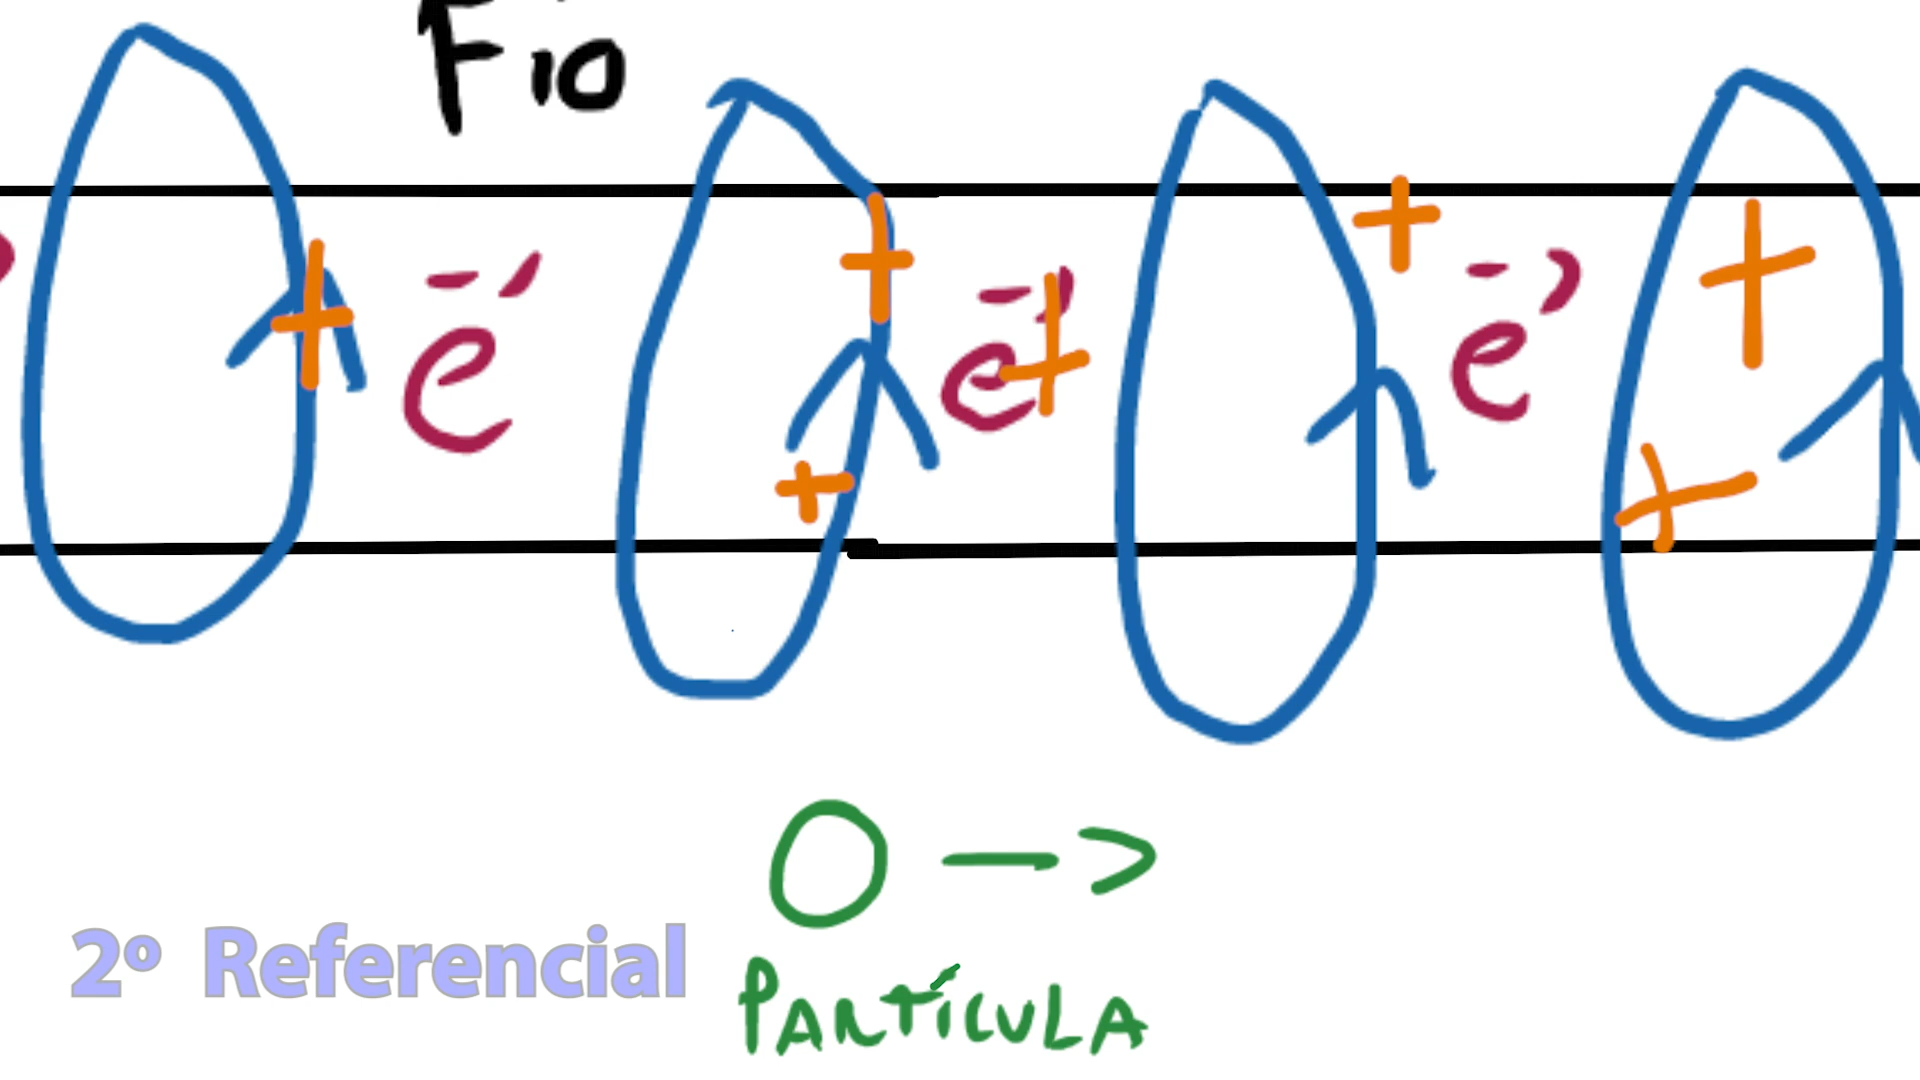 Fio
+ + + +
e⁻' e⁻' e⁻'
+ +
+
O —>
2º Referencial
PARTÍCULA